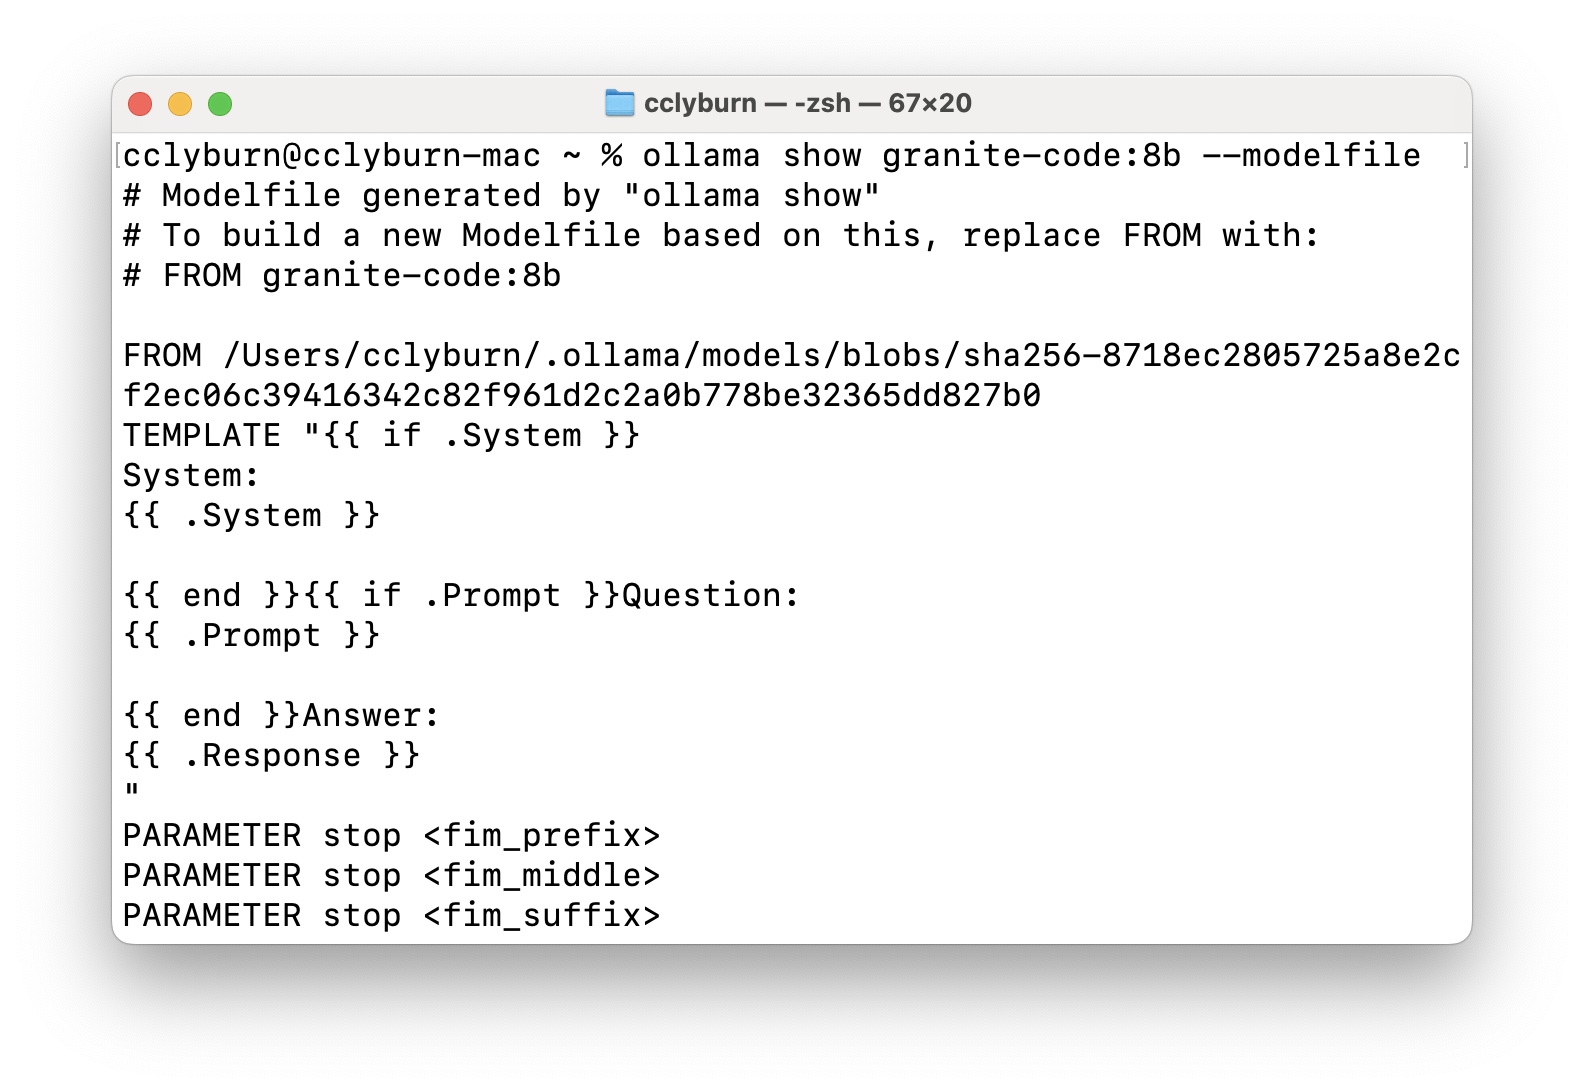 cclyburn — -zsh — 67×20
[cclyburn@cclyburn-mac ~ % ollama show granite-code:8b --modelfile ]
# Modelfile generated by "ollama show"
# To build a new Modelfile based on this, replace FROM with:
# FROM granite-code:8b
FROM /Users/cclyburn/.ollama/models/blobs/sha256-8718ec2805725a8e2c
f2ec06c39416342c82f961d2c2a0b778be32365dd827b0
TEMPLATE "{{ if .System }}
System:
{{ .System }}
{{ end }}{{ if .Prompt }}Question:
{{ .Prompt }}
{{ end }}Answer:
{{ .Response }}
"
PARAMETER stop <fim_prefix>
PARAMETER stop <fim_middle>
PARAMETER stop <fim_suffix>